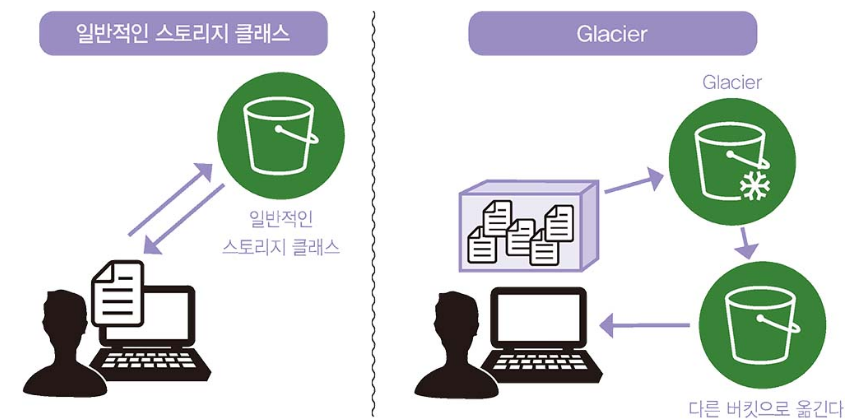 일반적인 스토리지 클래스
일반적인
스토리지 클래스
Glacier
Glacier
다른 버킷으로 옮긴다